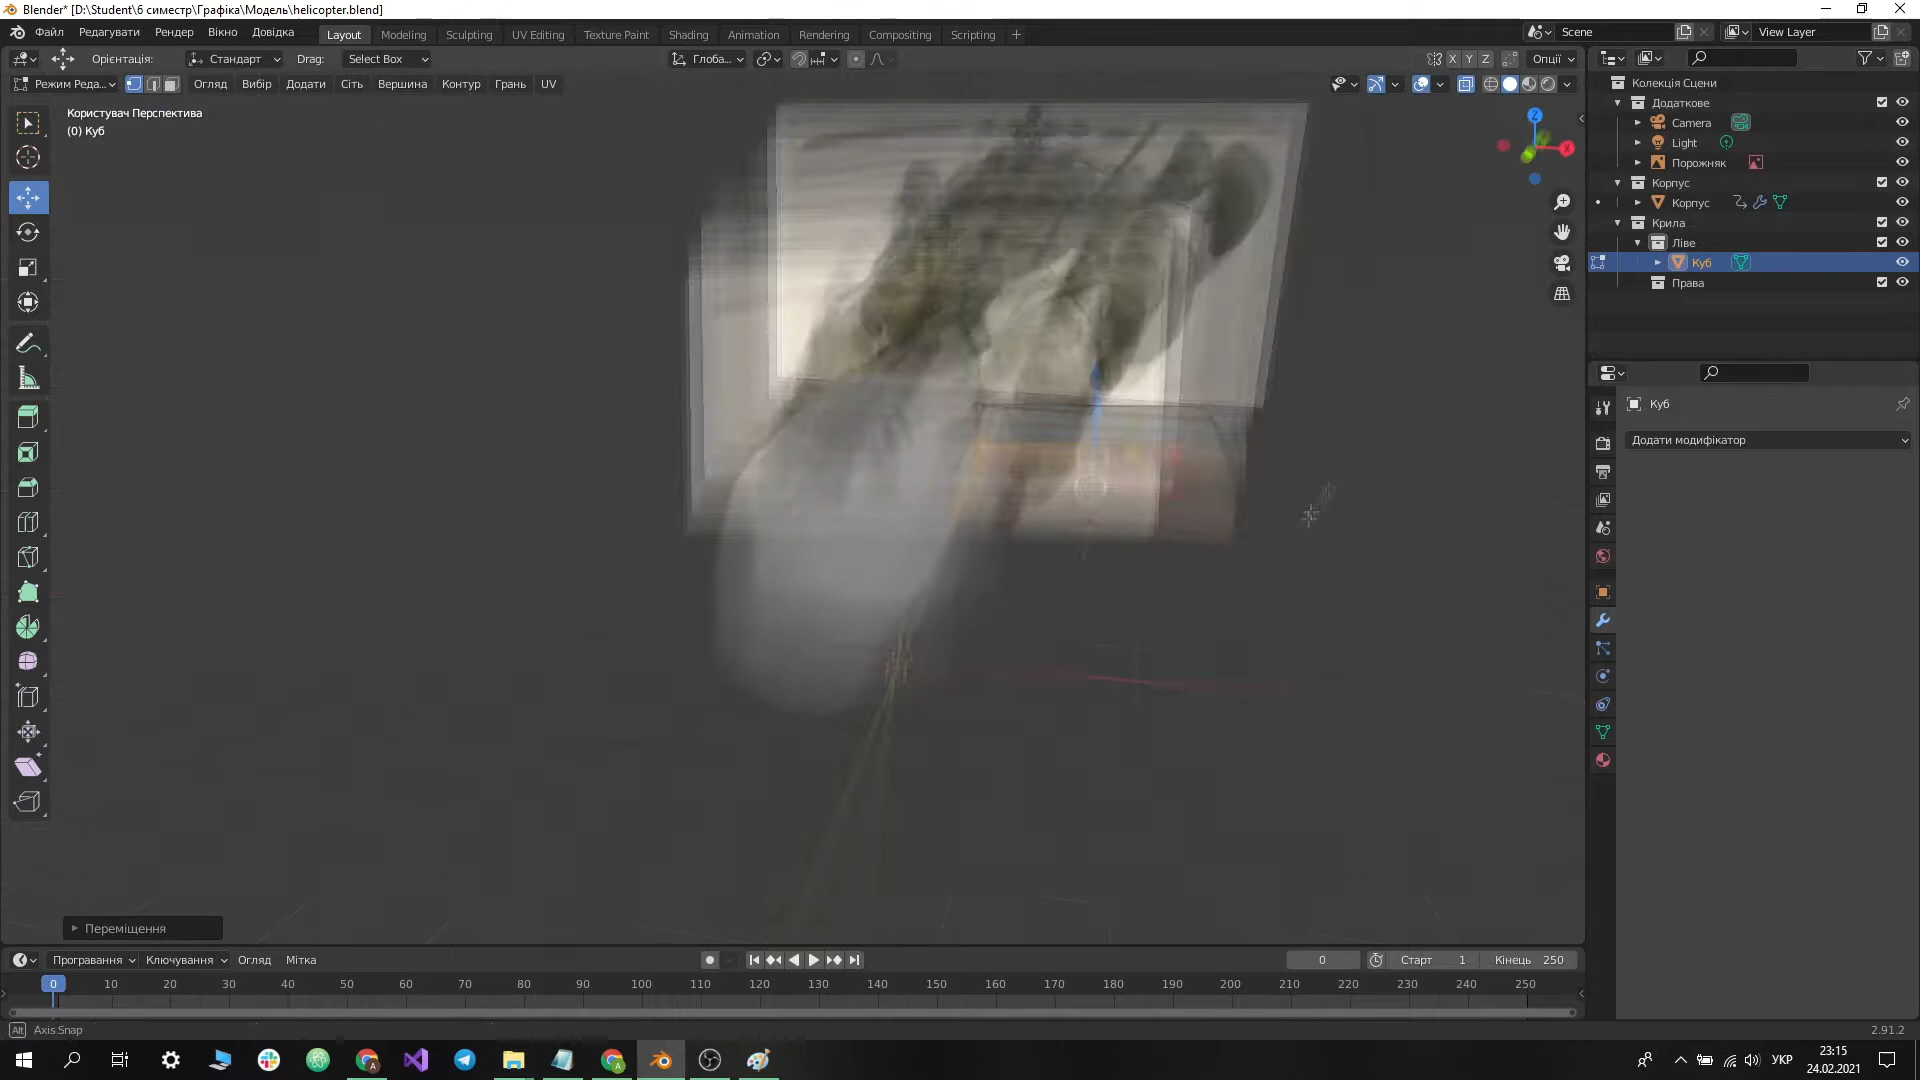 Blender* [D:\Student\6 симестр\Графіка\Модель\helicopter.blend]
Файл Редагувати Рендер Вікно Довідка
Layout Modeling Sculpting UV Editing Texture Paint Shading Animation Rendering Compositing Scripting +
Scene
View Layer
Орієнтація: Стандарт Drag: Select Box
Глоба...
X Y Z Опції
Режим Реда... Огляд Вибір Додати Сіть Вершина Контур Грань UV
Користувач Перспектива
(0) Куб
Z
X
Колекція Сцени
Додаткове
Camera
Light
Порожняк
Корпус
Корпус
Крила
Ліве
Куб
Права
Куб
Додати модифікатор
Переміщення
Програвання Ключування Огляд Мітка
0 Старт 1 Кінець 250
0 10 20 30 40 50 60 70 80 90 100 110 120 130 140 150 160 170 180 190 200 210 220 230 240 250
Alt Axis Snap
2.91.2
УКР
23:15
24.02.2021